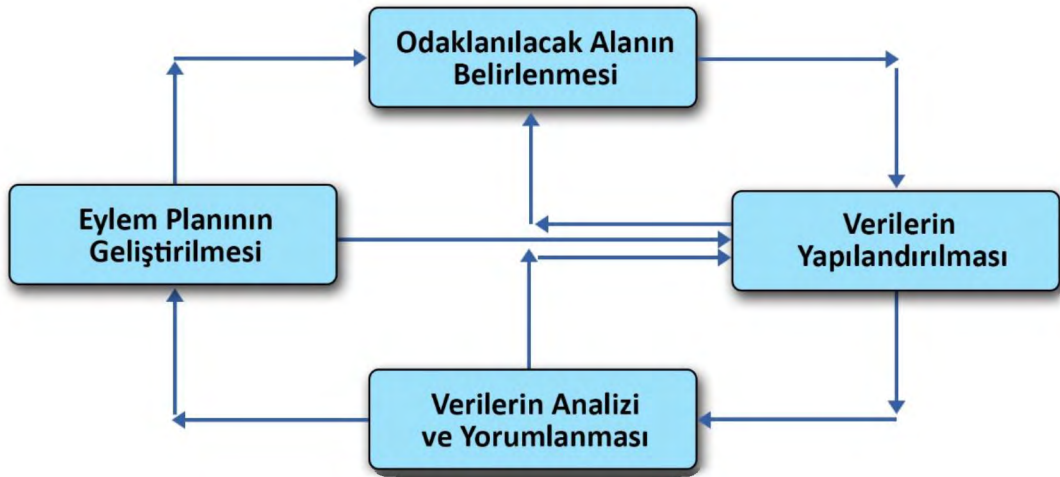 Odaklanılacak Alanın
Belirlenmesi
Eylem Planının
Geliştirilmesi
Verilerin
Yapılandırılması
Verilerin Analizi
ve Yorumlanması